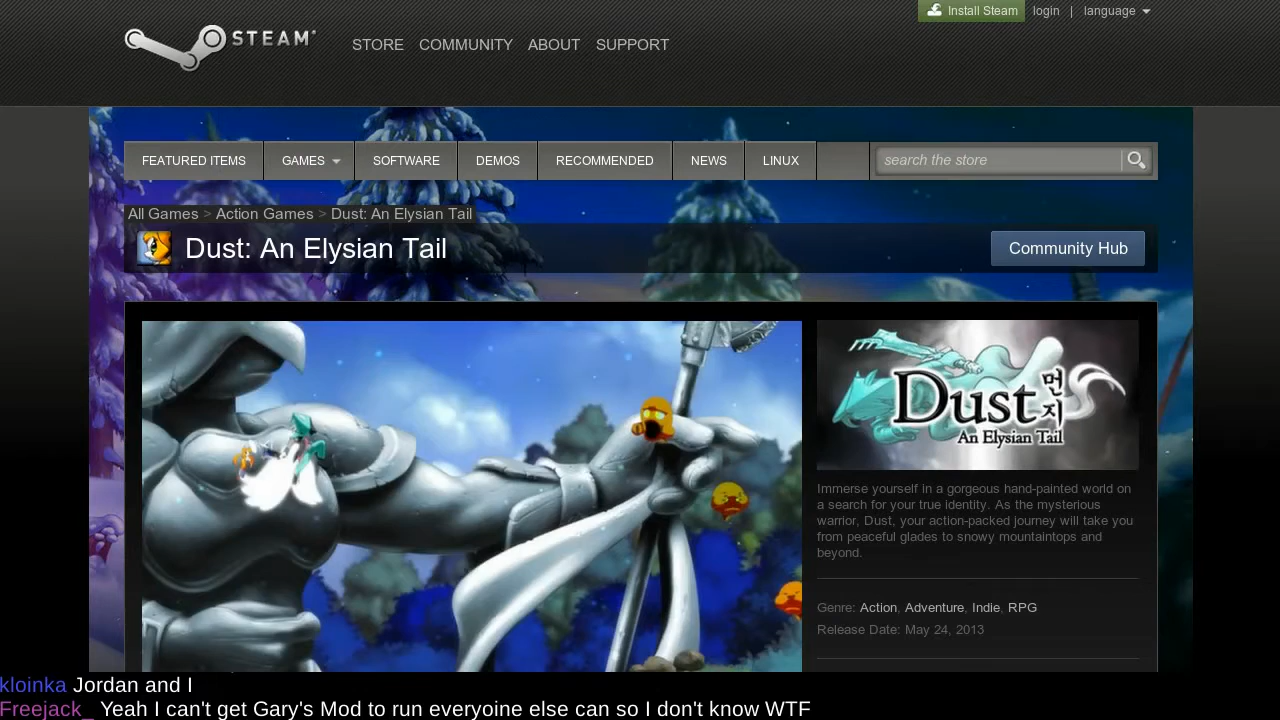 Install Steam login | language
STEAM
STORE COMMUNITY ABOUT SUPPORT
FEATURED ITEMS GAMES SOFTWARE DEMOS RECOMMENDED NEWS LINUX search the store
All Games > Action Games > Dust: An Elysian Tail
Dust: An Elysian Tail Community Hub
Dust 먼지
An Elysian Tail
Immerse yourself in a gorgeous hand-painted world on
a search for your true identity. As the mysterious
warrior, Dust, your action-packed journey will take you
from peaceful glades to snowy mountaintops and
beyond.
Genre: Action, Adventure, Indie, RPG
Release Date: May 24, 2013
kloinka Jordan and I
Freejack_ Yeah I can't get Gary's Mod to run everyoine else can so I don't know WTF